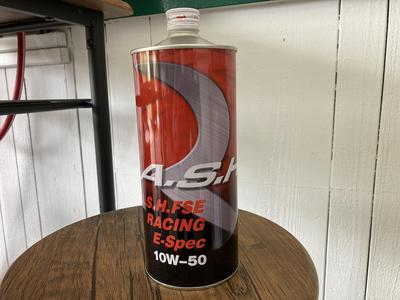 A.S.H
S.H.FSE
RACING
E-Spec
10W-50